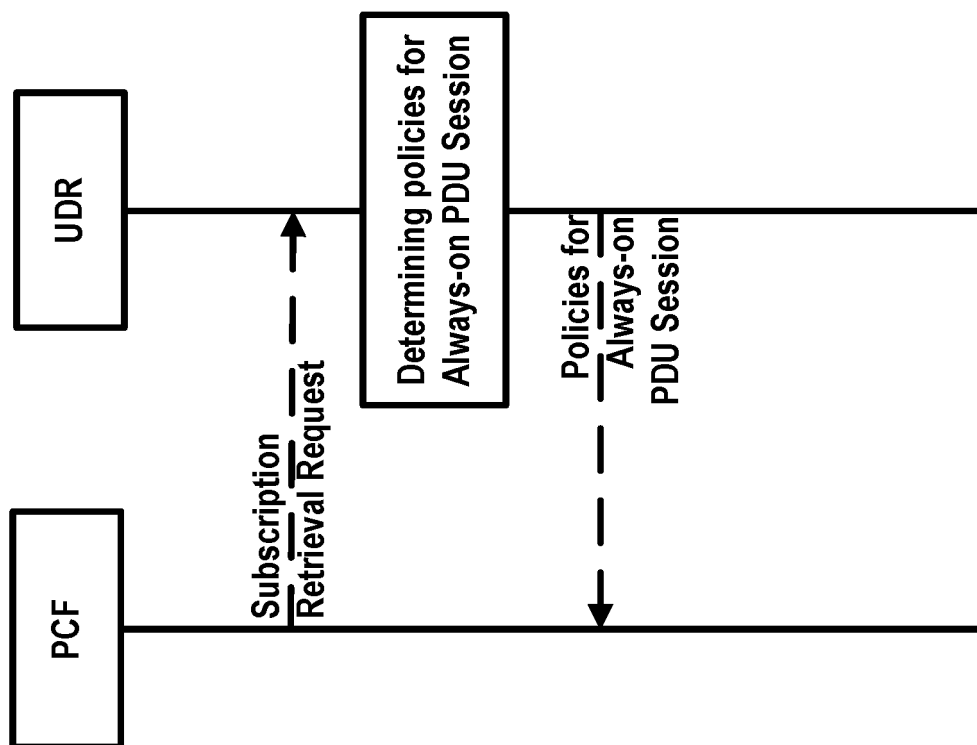 PCF
UDR
Subscription
Retrieval Request
Determining policies for
Always-on PDU Session
Policies for
Always-on
PDU Session